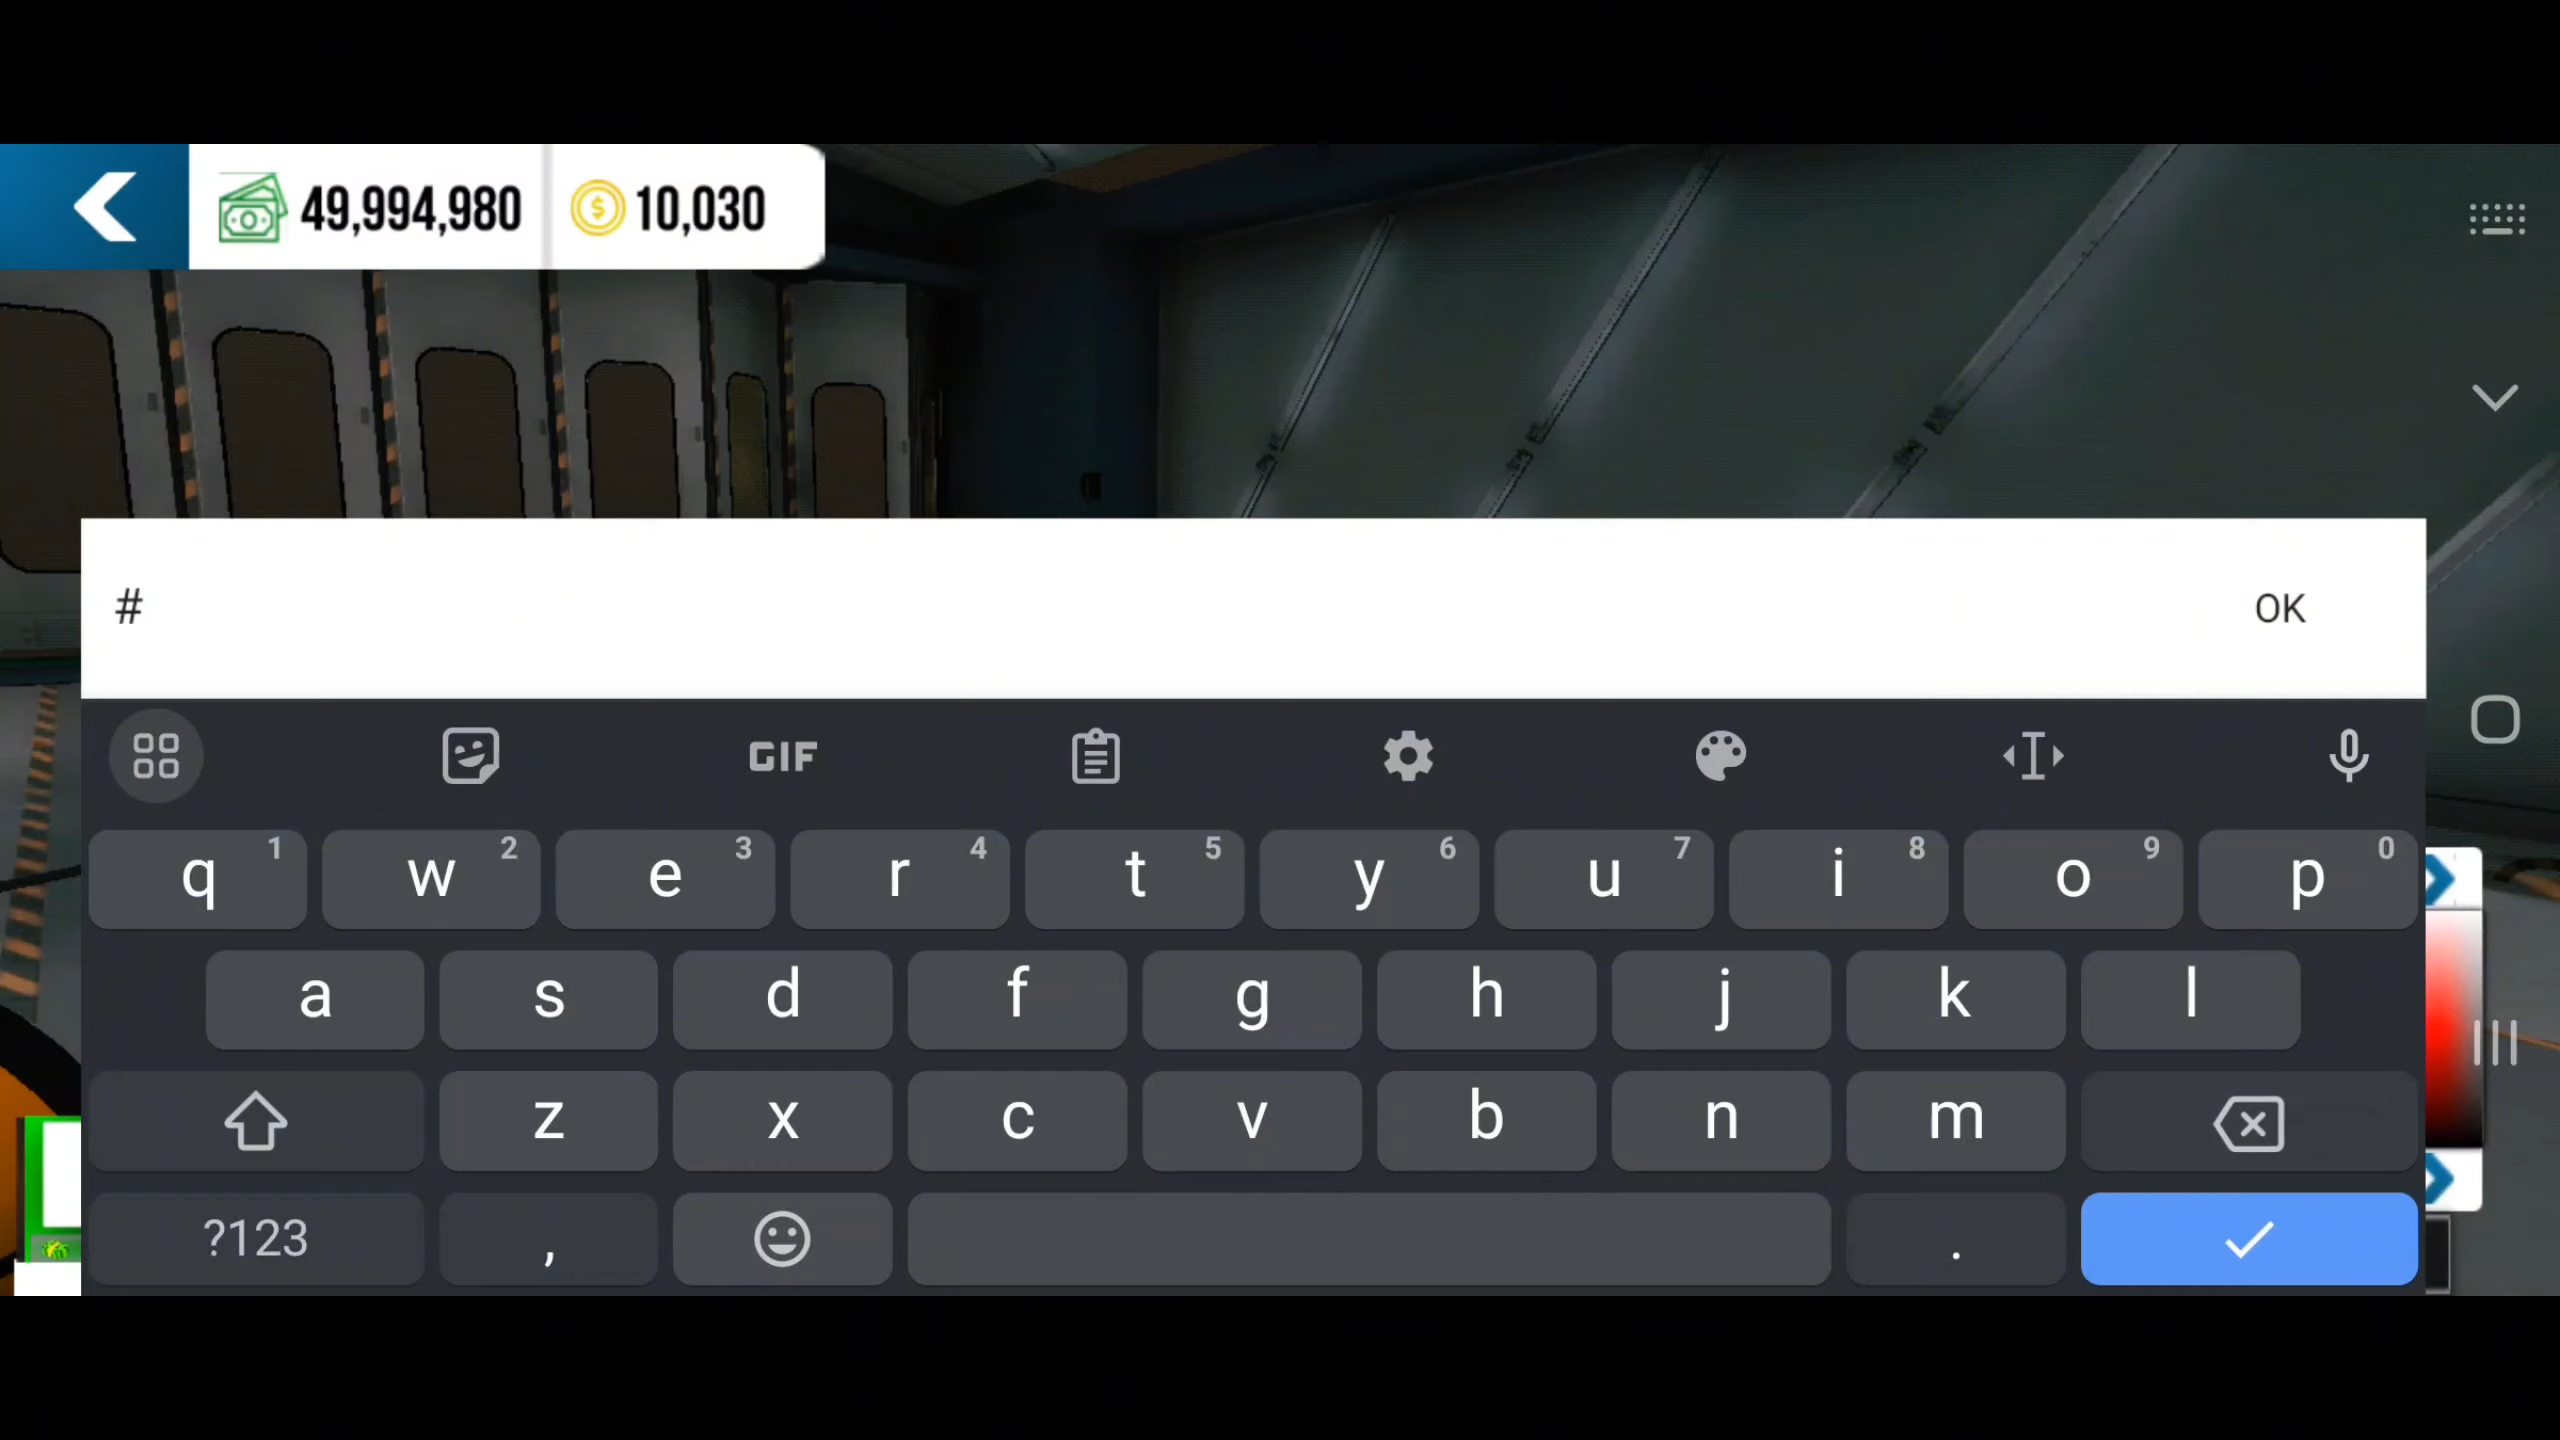 49,994,980 10,030
#
OK
GIF
q 1 w 2 e 3 r 4 t 5 y 6 u 7 i 8 o 9 p 0
a s d f g h j k l
z x c v b n m
?123 , .